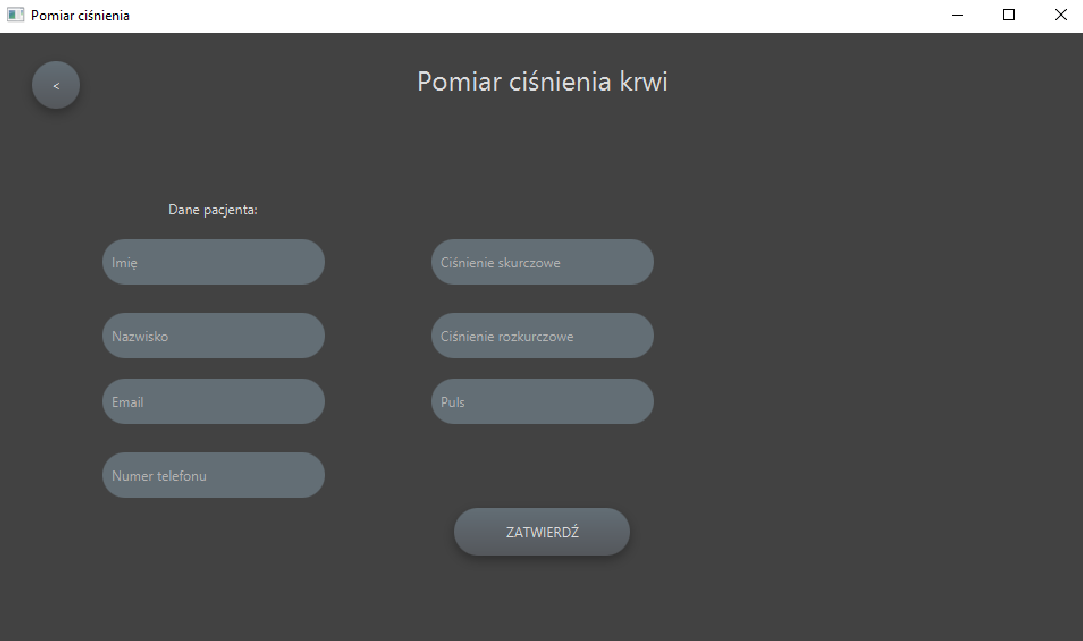 Pomiar ciśnienia
<
Pomiar ciśnienia krwi
Dane pacjenta:
Imię
Ciśnienie skurczowe
Nazwisko
Ciśnienie rozkurczowe
Email
Puls
Numer telefonu
ZATWIERDŹ